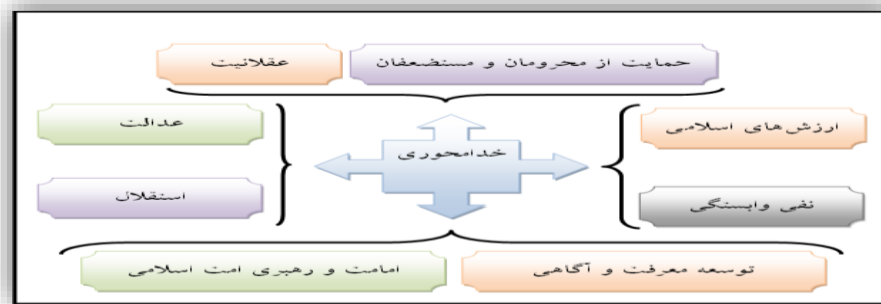 حمایت از محرومان و مستضعفان
عقلانیت
ارزش‌های اسلامی
عدالت
خدامحوری
نفی وابستگی
استقلال
توسعه معرفت و آگاهی
امامت و رهبری امت اسلامی